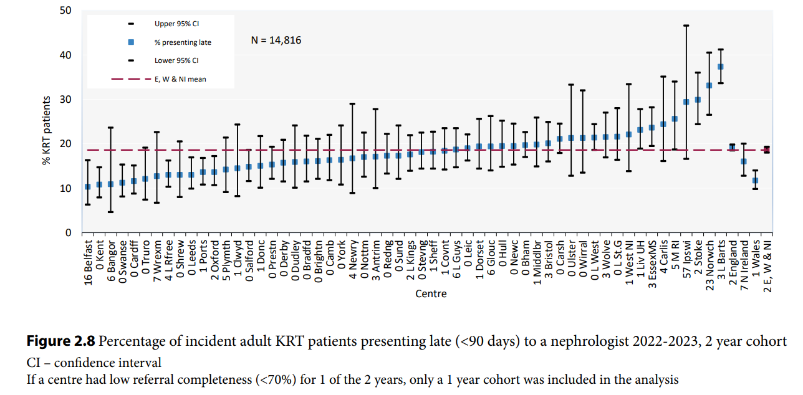 50
40
30
20
10
0
% KRT patients
Upper 95% CI
% presenting late
Lower 95% CI
E, W & NI mean
N = 14,816
16 Belfast
0 Kent
6 Bangor
0 Swanse
0 Cardff
0 Truro
7 Wrexm
4 L Rfree
0 Shrew
0 Leeds
1 Ports
2 Oxford
5 Plymth
1 Clwyd
0 Salford
1 Donc
0 Prestn
0 Derby
0 Dudley
0 Bradfd
0 Brightn
0 Camb
0 York
4 Newry
0 Nottm
3 Antrim
0 Redng
0 Sund
2 L Kings
0 Stevng
1 Sheff
1 Covnt
6 L Guys
0 Leic
1 Dorset
6 Glouc
0 Hull
0 Newc
0 Bham
1 Middlbr
3 Bristol
0 Carsh
0 Ulster
0 Wirral
0 L West
3 Wolve
0 L St.G
1 West NI
1 Liv UH
3 EssexMS
4 Carlis
5 M RI
57 Ipswi
2 Stoke
23 Norwch
3 L Barts
2 England
7 N Ireland
1 Wales
2 E, W & NI
Centre
Figure 2.8 Percentage of incident adult KRT patients presenting late (<90 days) to a nephrologist 2022-2023, 2 year cohort
CI – confidence interval
If a centre had low referral completeness (<70%) for 1 of the 2 years, only a 1 year cohort was included in the analysis